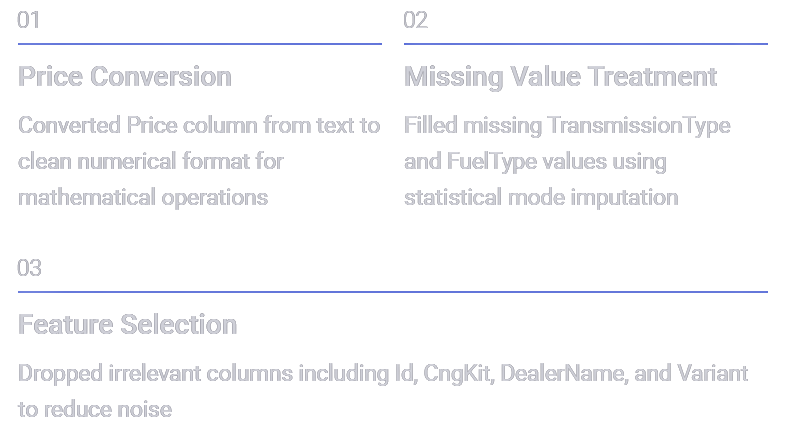 01
Price Conversion
Converted Price column from text to
clean numerical format for
mathematical operations
02
Missing Value Treatment
Filled missing TransmissionType
and FuelType values using
statistical mode imputation
03
Feature Selection
Dropped irrelevant columns including Id, CngKit, DealerName, and Variant
to reduce noise